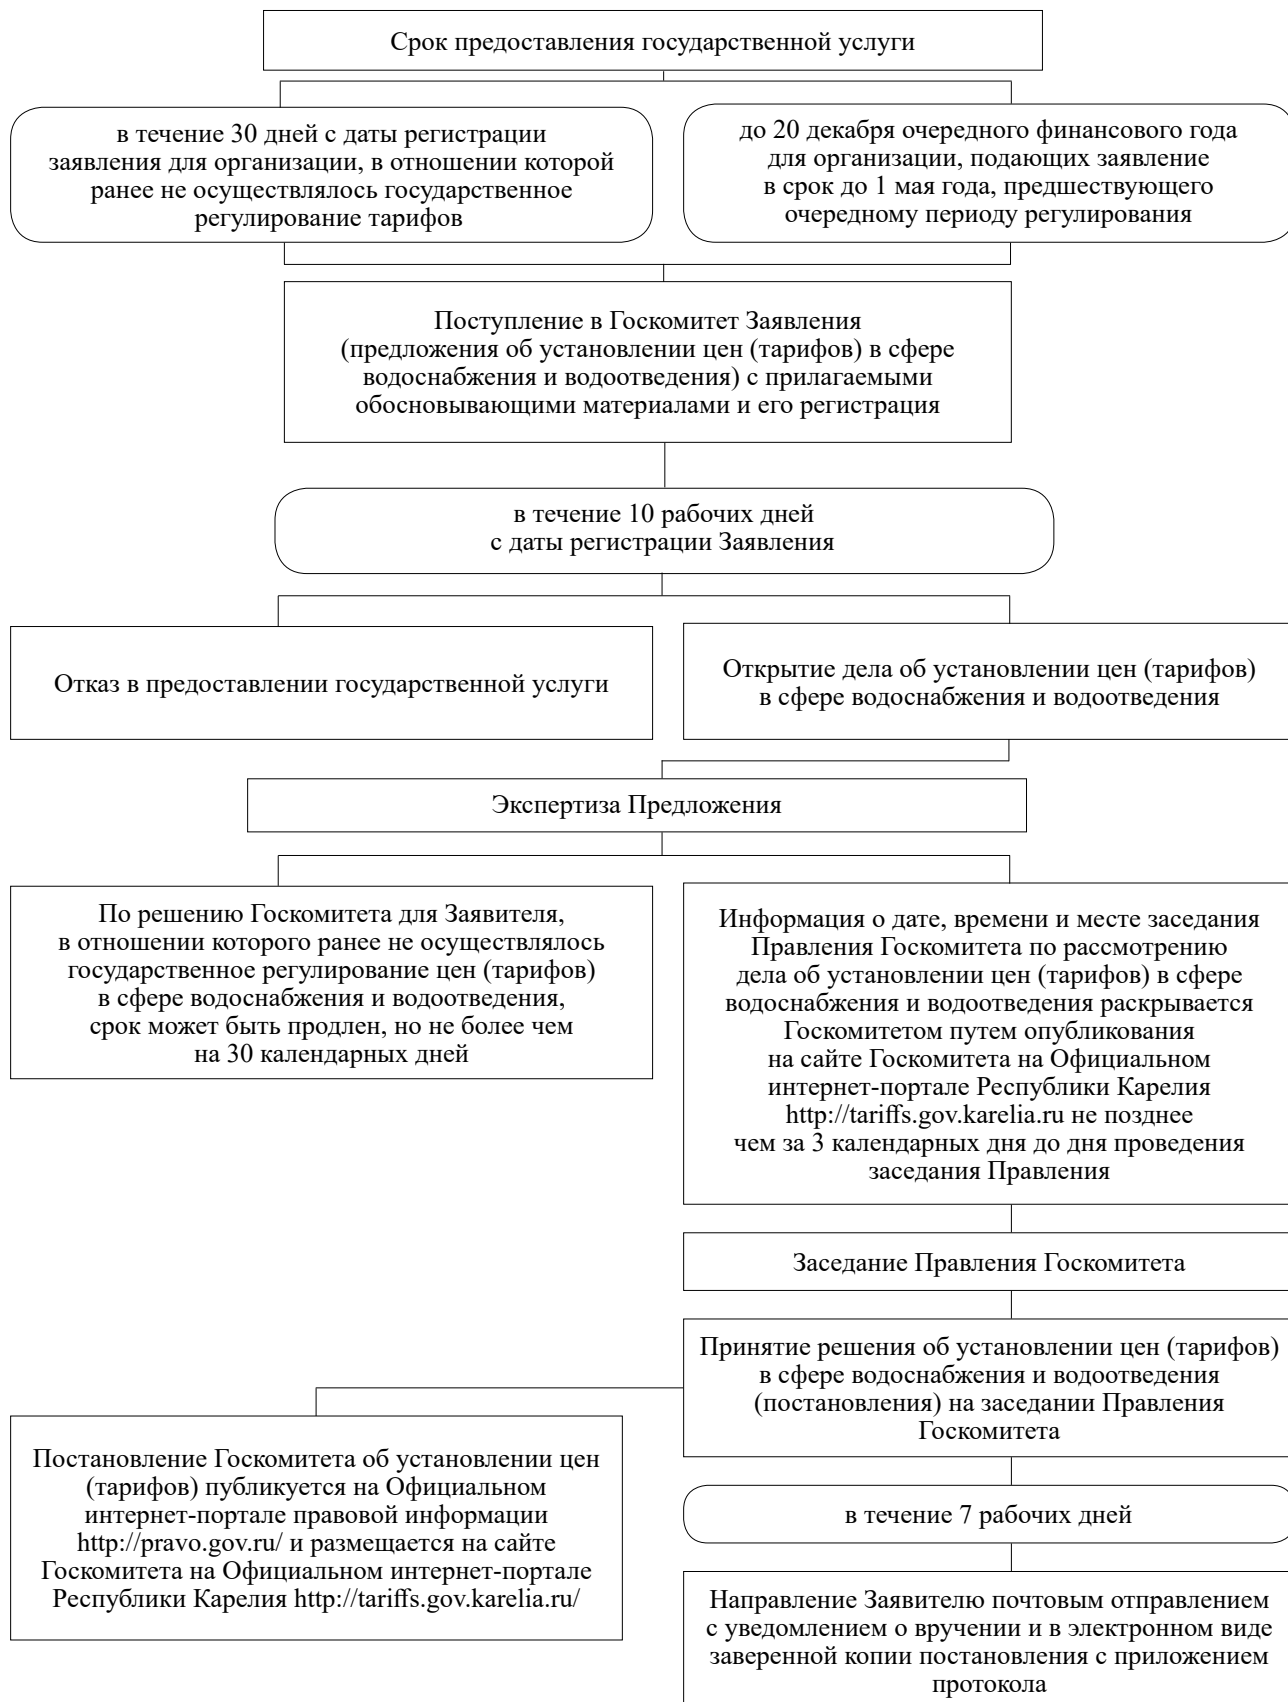 Срок предоставления государственной услуги
в течение 30 дней с даты регистрации
заявления для организации, в отношении которой
ранее не осуществлялось государственное
регулирование тарифов
до 20 декабря очередного финансового года
для организации, подающих заявление
в срок до 1 мая года, предшествующего
очередному периоду регулирования
Поступление в Госкомитет Заявления
(предложения об установлении цен (тарифов) в сфере
водоснабжения и водоотведения) с прилагаемыми
обосновывающими материалами и его регистрация
в течение 10 рабочих дней
с даты регистрации Заявления
Отказ в предоставлении государственной услуги
Открытие дела об установлении цен (тарифов)
в сфере водоснабжения и водоотведения
Экспертиза Предложения
По решению Госкомитета для Заявителя,
в отношении которого ранее не осуществлялось
государственное регулирование цен (тарифов)
в сфере водоснабжения и водоотведения,
срок может быть продлен, но не более чем
на 30 календарных дней
Информация о дате, времени и месте заседания
Правления Госкомитета по рассмотрению
дела об установлении цен (тарифов) в сфере
водоснабжения и водоотведения раскрывается
Госкомитетом путем опубликования
на сайте Госкомитета на Официальном
интернет-портале Республики Карелия
http://tariffs.gov.karelia.ru не позднее
чем за 3 календарных дня до дня проведения
заседания Правления
Заседание Правления Госкомитета
Принятие решения об установлении цен (тарифов)
в сфере водоснабжения и водоотведения
(постановления) на заседании Правления
Госкомитета
Постановление Госкомитета об установлении цен
(тарифов) публикуется на Официальном
интернет-портале правовой информации
http://pravo.gov.ru/ и размещается на сайте
Госкомитета на Официальном интернет-портале
Республики Карелия http://tariffs.gov.karelia.ru/
в течение 7 рабочих дней
Направление Заявителю почтовым отправлением
с уведомлением о вручении и в электронном виде
заверенной копии постановления с приложением
протокола